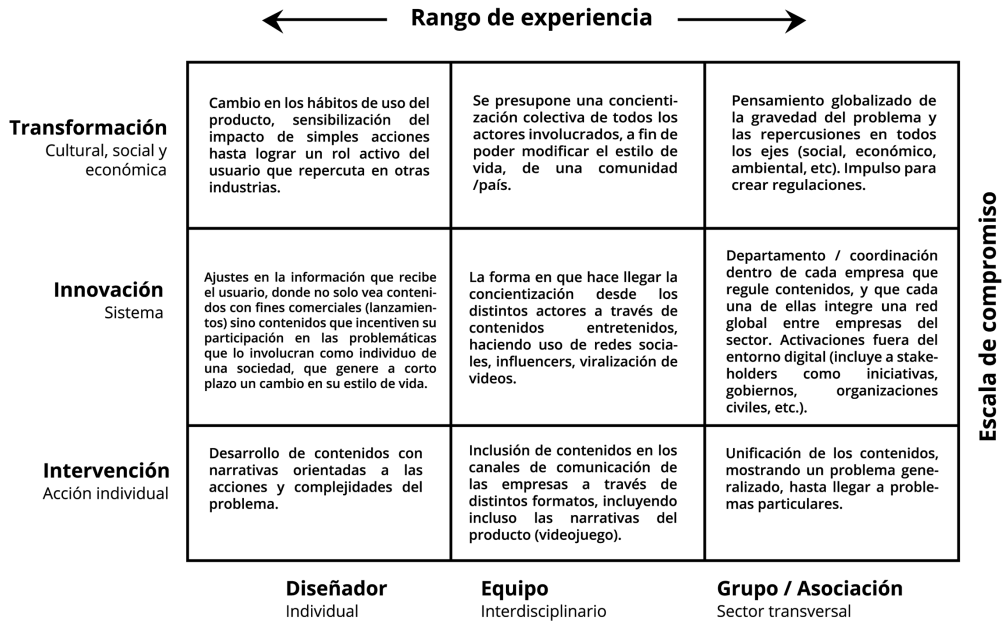 Rango de experiencia
Transformación
Cultural, social y
económica
Cambio en los hábitos de uso del
producto, sensibilización del
impacto de simples acciones
hasta lograr un rol activo del
usuario que repercuta en otras
industrias.
Se presupone una concienti-
zación colectiva de todos los
actores involucrados, a fin de
poder modificar el estilo de
vida, de una comunidad
/país.
Pensamiento globalizado de
la gravedad del problema y
las repercusiones en todos
los ejes (social, económico,
ambiental, etc). Impulso para
crear regulaciones.
Innovación
Sistema
Ajustes en la información que recibe
el usuario, donde no solo vea conteni-
dos con fines comerciales (lanzamien-
tos) sino contenidos que incentiven su
participación en las problemáticas
que lo involucran como individuo de
una sociedad, que genere a corto
plazo un cambio en su estilo de vida.
La forma en que hace llegar la
concientización desde los
distintos actores a través de
contenidos entretenidos,
haciendo uso de redes socia-
les, influencers, viralización de
videos.
Departamento / coordinación
dentro de cada empresa que
regule contenidos, y que cada
una de ellas integre una red
global entre empresas del
sector. Activaciones fuera del
entorno digital (incluye a stake-
holders como iniciativas,
gobiernos, organizaciones
civiles, etc.).
Intervención
Acción individual
Desarrollo de contenidos con
narrativas orientadas a las
acciones y complejidades del
problema.
Inclusión de contenidos en los
canales de comunicación de
las empresas a través de
distintos formatos, incluyendo
incluso las narrativas del
producto (videojuego).
Unificación de los contenidos,
mostrando un problema gene-
ralizado, hasta llegar a proble-
mas particulares.
Escala de compromiso
Diseñador
Individual
Equipo
Interdisciplinario
Grupo / Asociación
Sector transversal